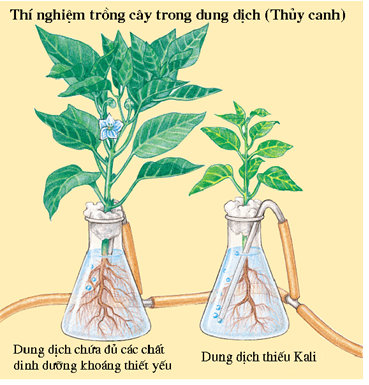 Thí nghiệm trồng cây trong dung dịch (Thủy canh)
Dung dịch chứa đủ các chất
dinh dưỡng khoáng thiết yếu
Dung dịch thiếu Kali